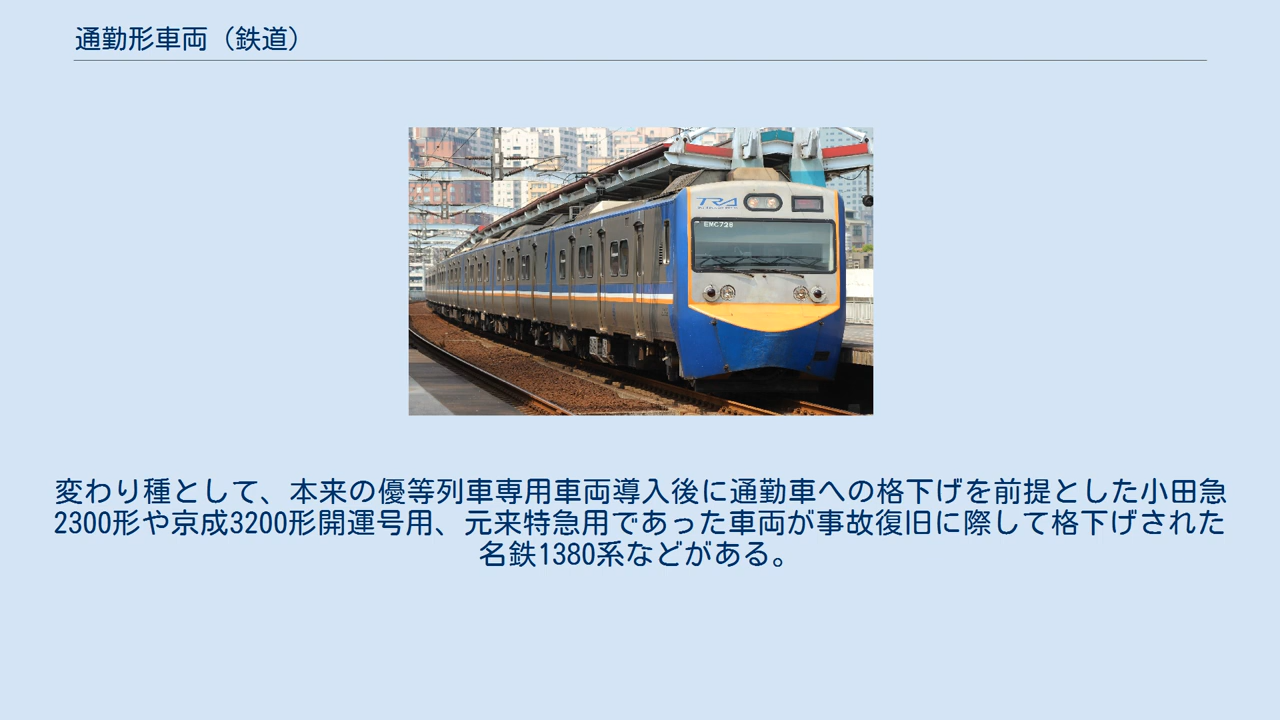 通勤形車両（鉄道）
TRA
EMC728
変わり種として、本来の優等列車専用車両導入後に通勤車への格下げを前提とした小田急
2300形や京成3200形開運号用、元来特急用であった車両が事故復旧に際して格下げされた
名鉄1380系などがある。